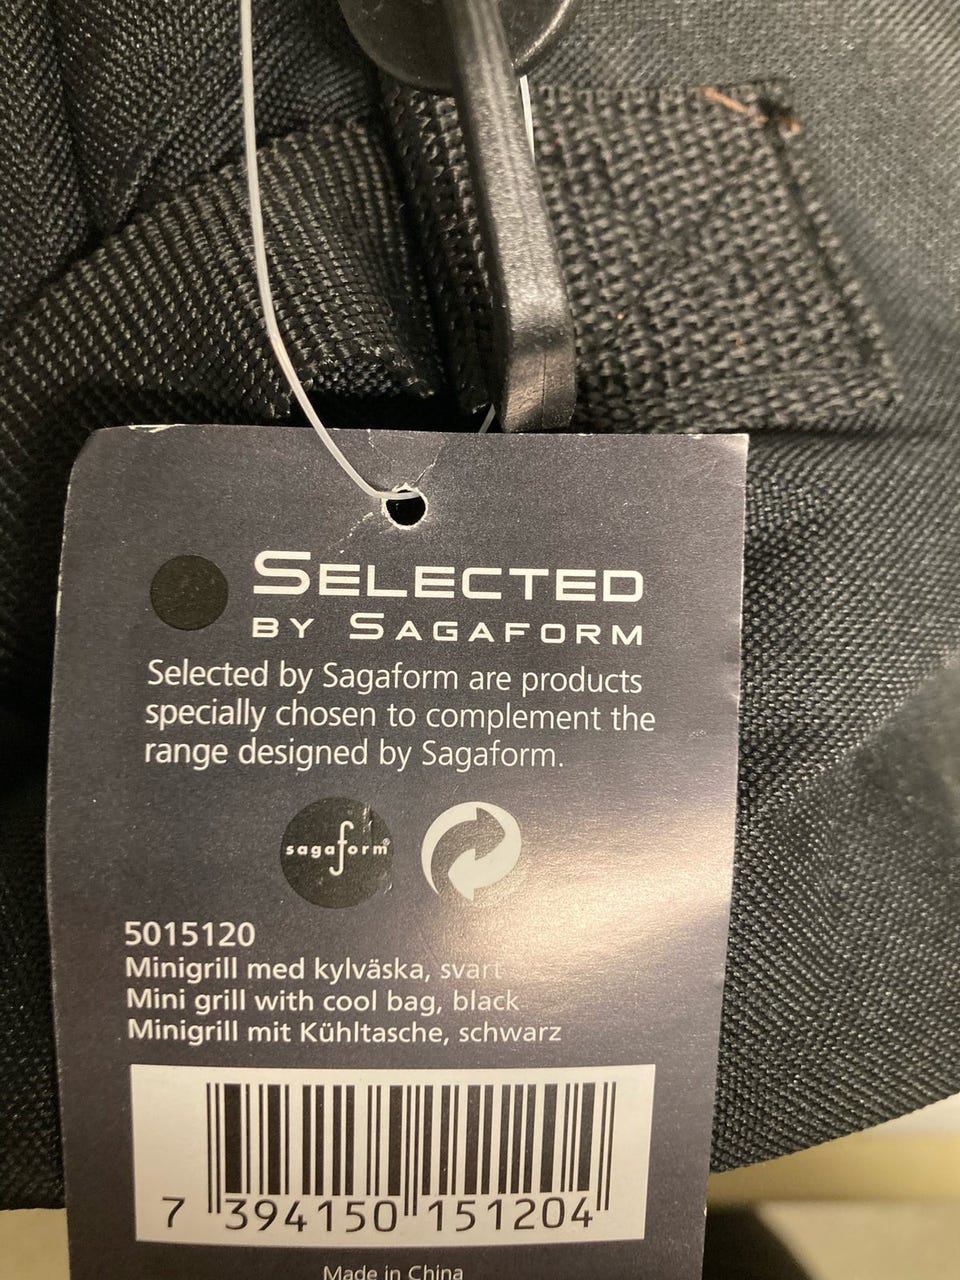 SELECTED
BY SAGAFORM
Selected by Sagaform are products
specially chosen to complement the
range designed by Sagaform.
sagaform®
5015120
Minigrill med kylväska, svart
Mini grill with cool bag, black
Minigrill mit Kühltasche, schwarz
7 394150 151204
Made in China